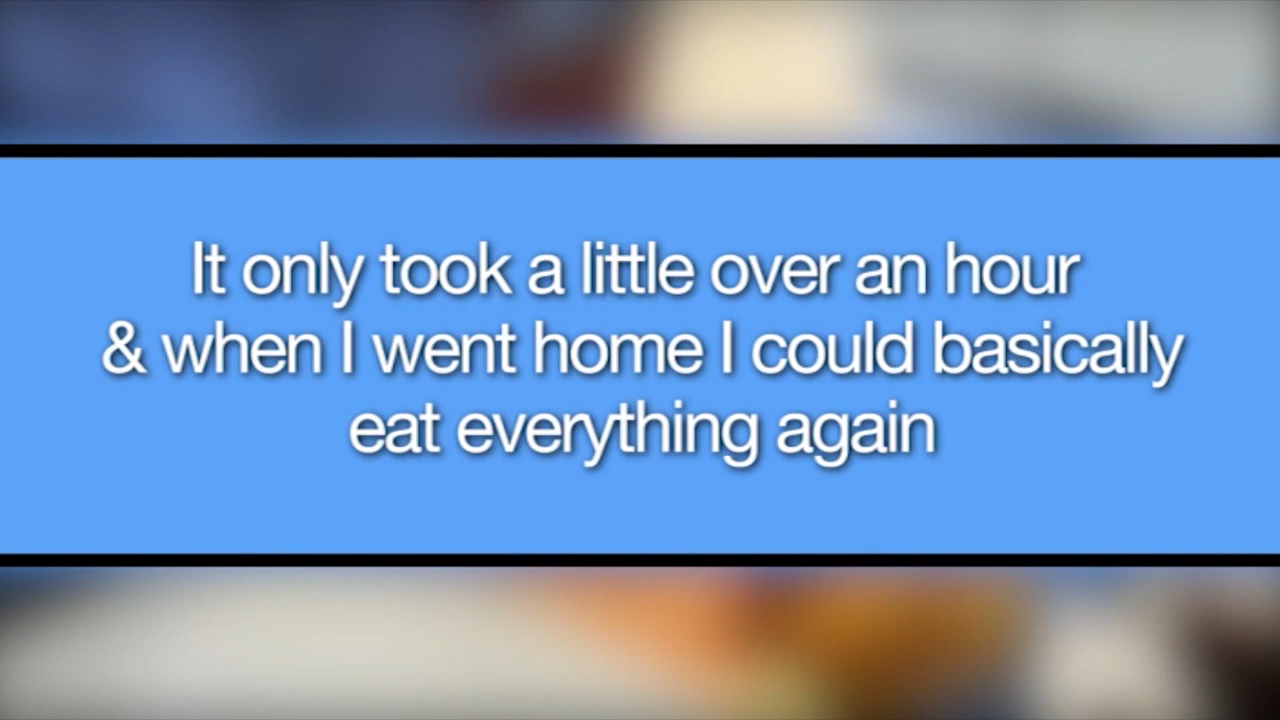 It only took a little over an hour
& when I went home I could basically
eat everything again